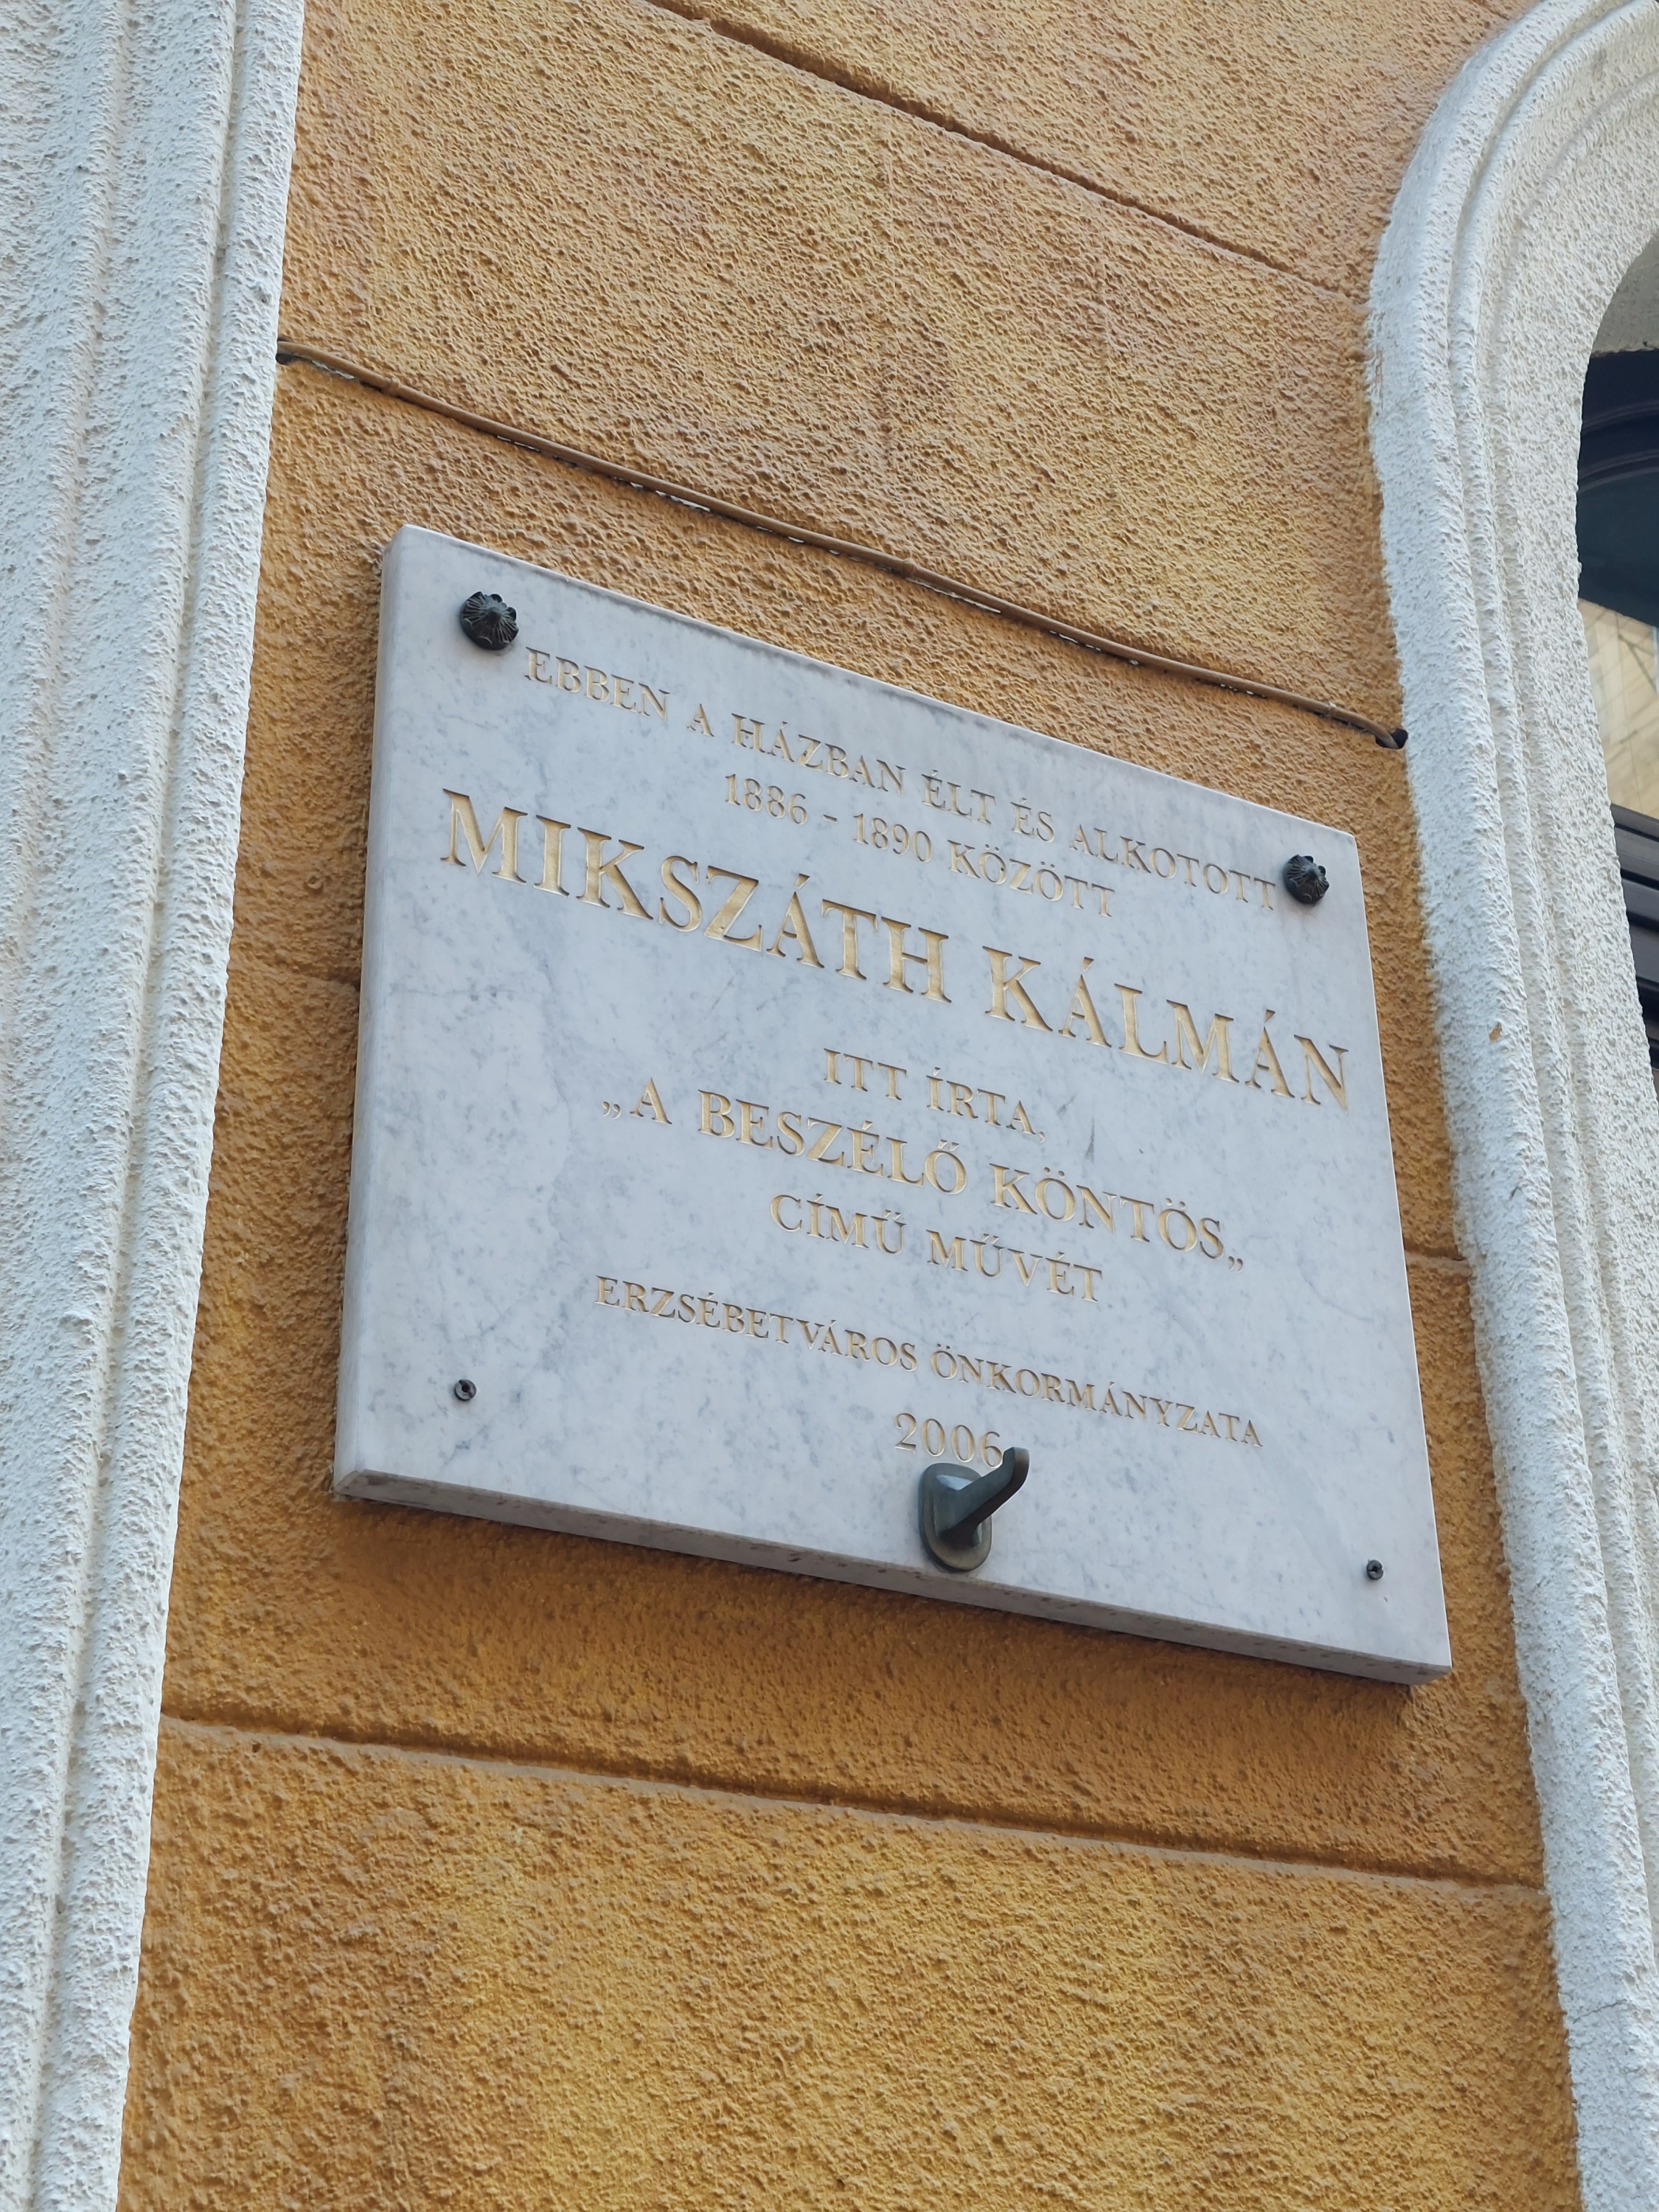 EBBEN A HÁZBAN ÉLT ÉS ALKOTOTT
1886 - 1890 KÖZÖTT
MIKSZÁTH KÁLMÁN
ITT ÍRTA,
„A BESZÉLŐ KÖNTÖS„
CÍMŰ MŰVÉT
ERZSÉBETVÁROS ÖNKORMÁNYZATA
2006